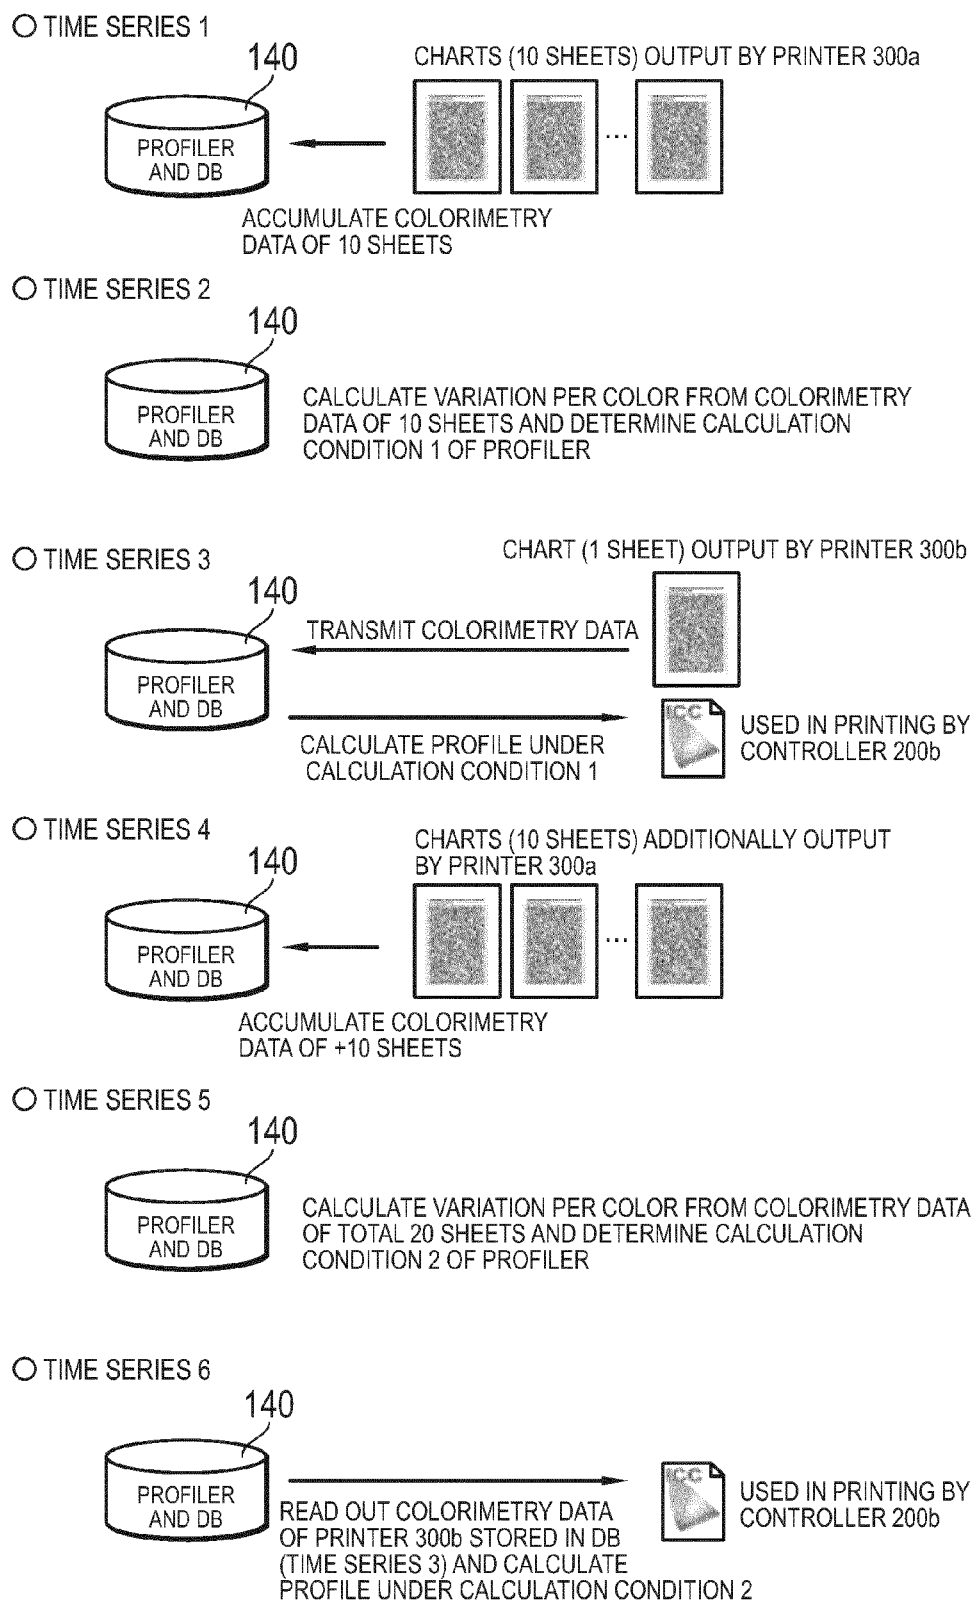 ○ TIME SERIES 1
140
CHARTS (10 SHEETS) OUTPUT BY PRINTER 300a
PROFILER
AND DB
...
ACCUMULATE COLORIMETRY
DATA OF 10 SHEETS
○ TIME SERIES 2
140
PROFILER
AND DB
CALCULATE VARIATION PER COLOR FROM COLORIMETRY
DATA OF 10 SHEETS AND DETERMINE CALCULATION
CONDITION 1 OF PROFILER
○ TIME SERIES 3
CHART (1 SHEET) OUTPUT BY PRINTER 300b
140
TRANSMIT COLORIMETRY DATA
PROFILER
AND DB
CALCULATE PROFILE UNDER
CALCULATION CONDITION 1
ICC
USED IN PRINTING BY
CONTROLLER 200b
○ TIME SERIES 4
140
CHARTS (10 SHEETS) ADDITIONALLY OUTPUT
BY PRINTER 300a
PROFILER
AND DB
...
ACCUMULATE COLORIMETRY
DATA OF +10 SHEETS
○ TIME SERIES 5
140
PROFILER
AND DB
CALCULATE VARIATION PER COLOR FROM COLORIMETRY DATA
OF TOTAL 20 SHEETS AND DETERMINE CALCULATION
CONDITION 2 OF PROFILER
○ TIME SERIES 6
140
PROFILER
AND DB
READ OUT COLORIMETRY DATA
OF PRINTER 300b STORED IN DB
(TIME SERIES 3) AND CALCULATE
PROFILE UNDER CALCULATION CONDITION 2
ICC
USED IN PRINTING BY
CONTROLLER 200b